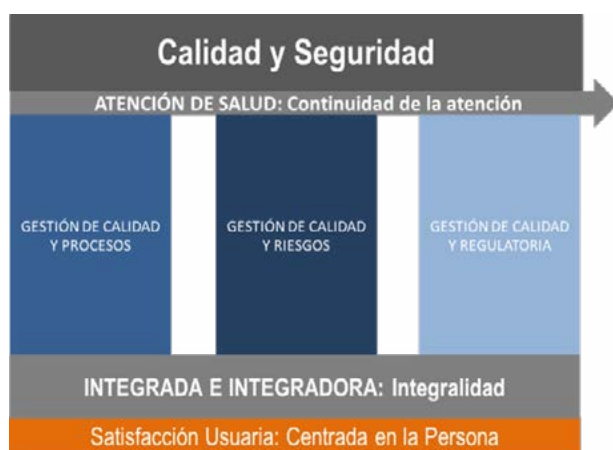 Calidad y Seguridad
ATENCIÓN DE SALUD: Continuidad de la atención
GESTIÓN DE CALIDAD
Y PROCESOS
GESTIÓN DE CALIDAD
Y RIESGOS
GESTIÓN DE CALIDAD
Y REGULATORIA
INTEGRADA E INTEGRADORA: Integralidad
Satisfacción Usuaria: Centrada en la Persona